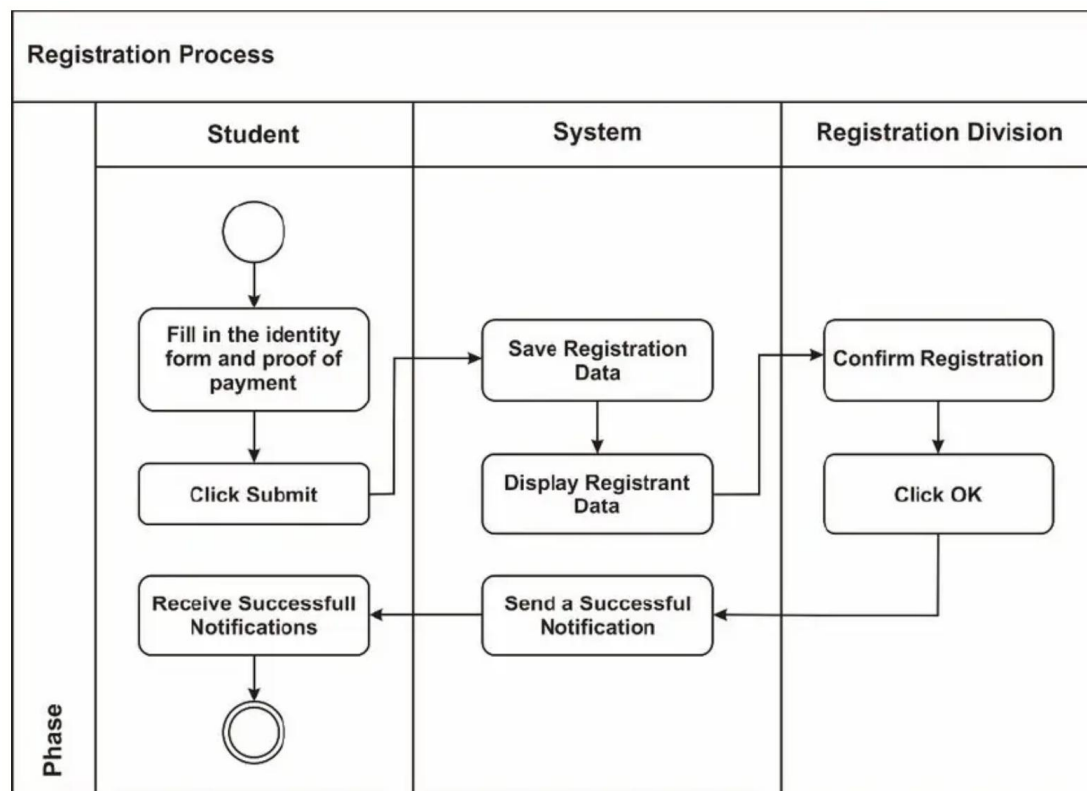 Registration Process
Student
System
Registration Division
Fill in the identity
form and proof of
payment
Save Registration
Data
Confirm Registration
Click Submit
Display Registrant
Data
Click OK
Receive Successfull
Notifications
Send a Successful
Notification
Phase